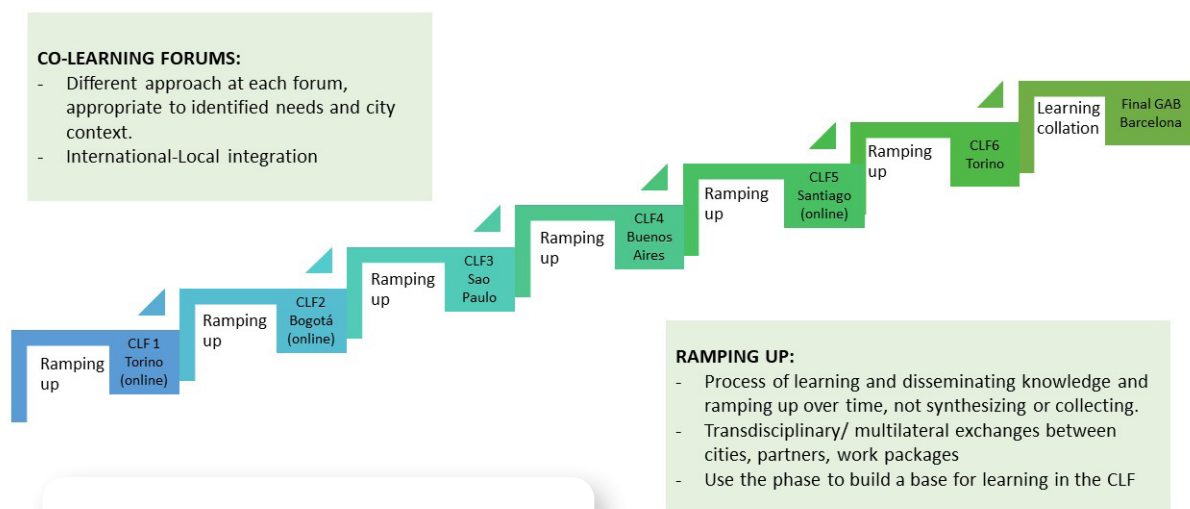 CO-LEARNING FORUMS:
- Different approach at each forum,
appropriate to identified needs and city
context.
- International-Local integration
Ramping
up
CLF 1
Torino
(online)
Ramping
up
CLF2
Bogotá
(online)
Ramping
up
CLF3
Sao
Paulo
Ramping
up
CLF4
Buenos
Aires
Ramping
up
CLF5
Santiago
(online)
Ramping
up
CLF6
Torino
Learning
collation
Final GAB
Barcelona
RAMPING UP:
- Process of learning and disseminating knowledge and
ramping up over time, not synthesizing or collecting.
- Transdisciplinary/ multilateral exchanges between
cities, partners, work packages
- Use the phase to build a base for learning in the CLF